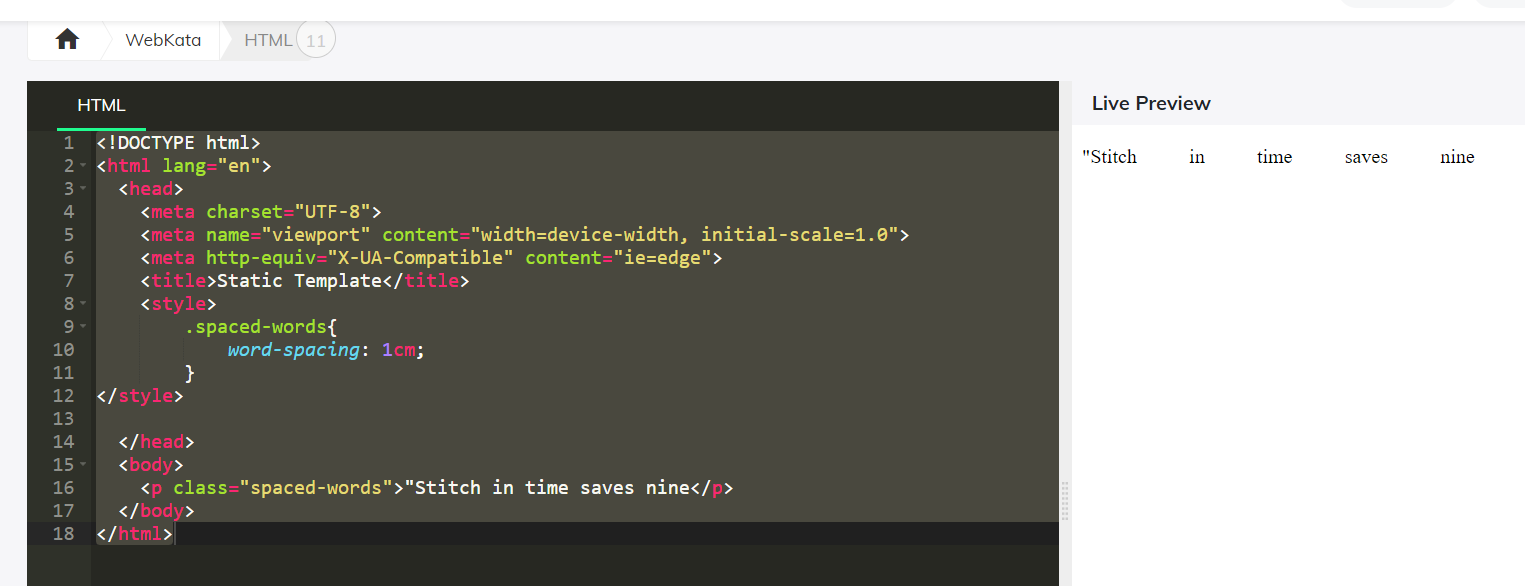 WebKata HTML 11
HTML
1 <!DOCTYPE html>
2 <html lang="en">
3 <head>
4 <meta charset="UTF-8">
5 <meta name="viewport" content="width=device-width, initial-scale=1.0">
6 <meta http-equiv="X-UA-Compatible" content="ie=edge">
7 <title>Static Template</title>
8 <style>
9 .spaced-words{
10 word-spacing: 1cm;
11 }
12 </style>
13
14 </head>
15 <body>
16 <p class="spaced-words">"Stitch in time saves nine</p>
17 </body>
18 </html>
Live Preview
"Stitch in time saves nine